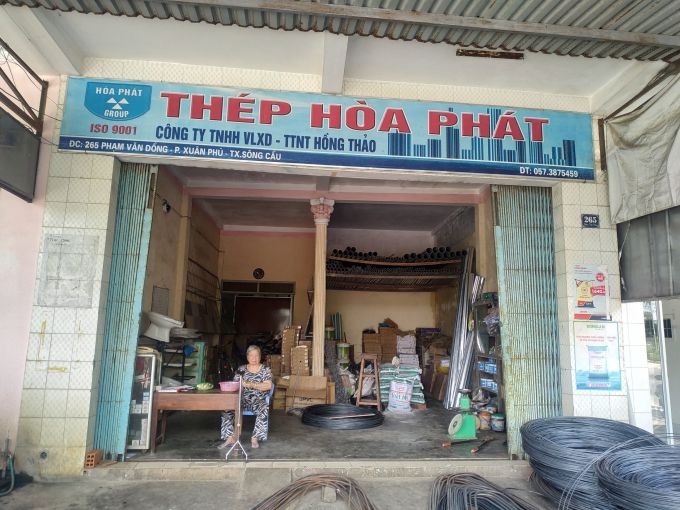 HÒA PHÁT
GROUP
ISO 9001
THÉP HÒA PHÁT
CÔNG TY TNHH VLXD - TTNT HỒNG THẢO
ĐC: 265 PHẠM VĂN ĐỒNG - P. XUÂN PHÚ - TX.SÔNG CẦU
ĐT: 057.3875459
265